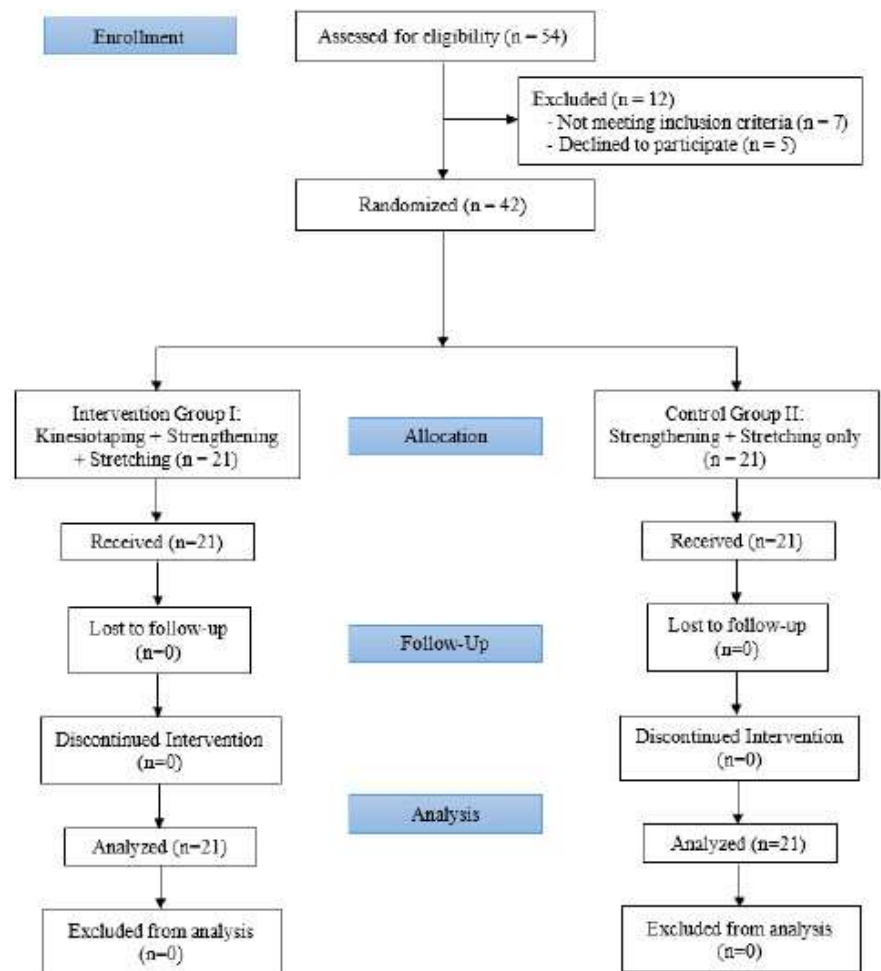 Enrollment
Assessed for eligibility (n = 54)
Excluded (n = 12)
- Not meeting inclusion criteria (n = 7)
- Declined to participate (n = 5)
Randomized (n = 42)
Intervention Group I:
Kinesiotaping + Strengthening
+ Stretching (n = 21)
Allocation
Control Group II:
Strengthening + Stretching only
(n = 21)
Received (n=21)
Received (n=21)
Lost to follow-up
(n=0)
Follow-Up
Lost to follow-up
(n=0)
Discontinued Intervention
(n=0)
Discontinued Intervention
(n=0)
Analysis
Analyzed (n=21)
Analyzed (n=21)
Excluded from analysis
(n=0)
Excluded from analysis
(n=0)